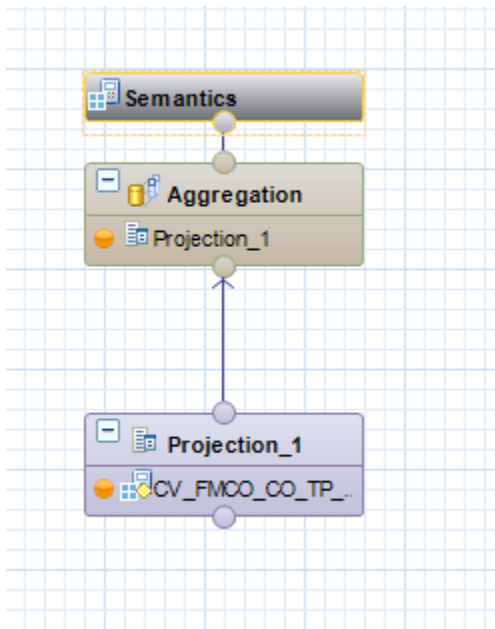 Semantics
Aggregation
Projection_1
Projection_1
CV_FMCO_CO_TP_..